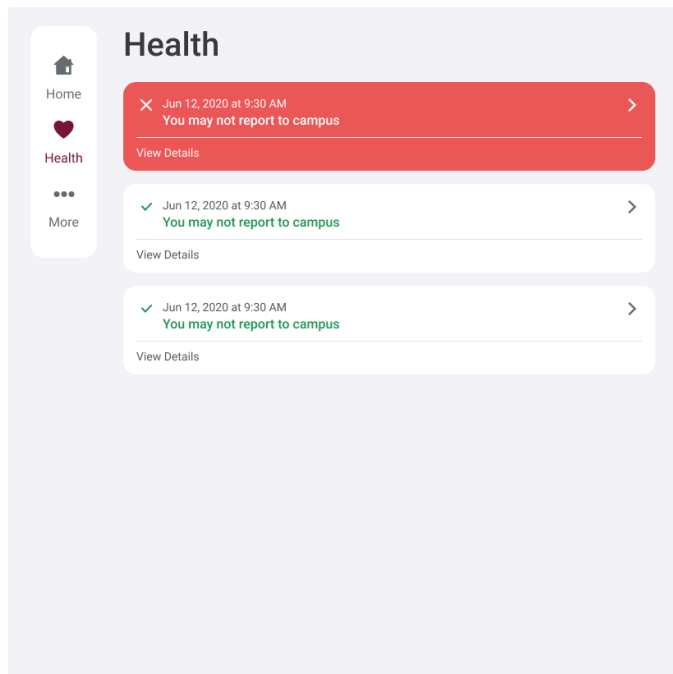 Home
Health
More
Health
Jun 12, 2020 at 9:30 AM
You may not report to campus
View Details
Jun 12, 2020 at 9:30 AM
You may not report to campus
View Details
Jun 12, 2020 at 9:30 AM
You may not report to campus
View Details